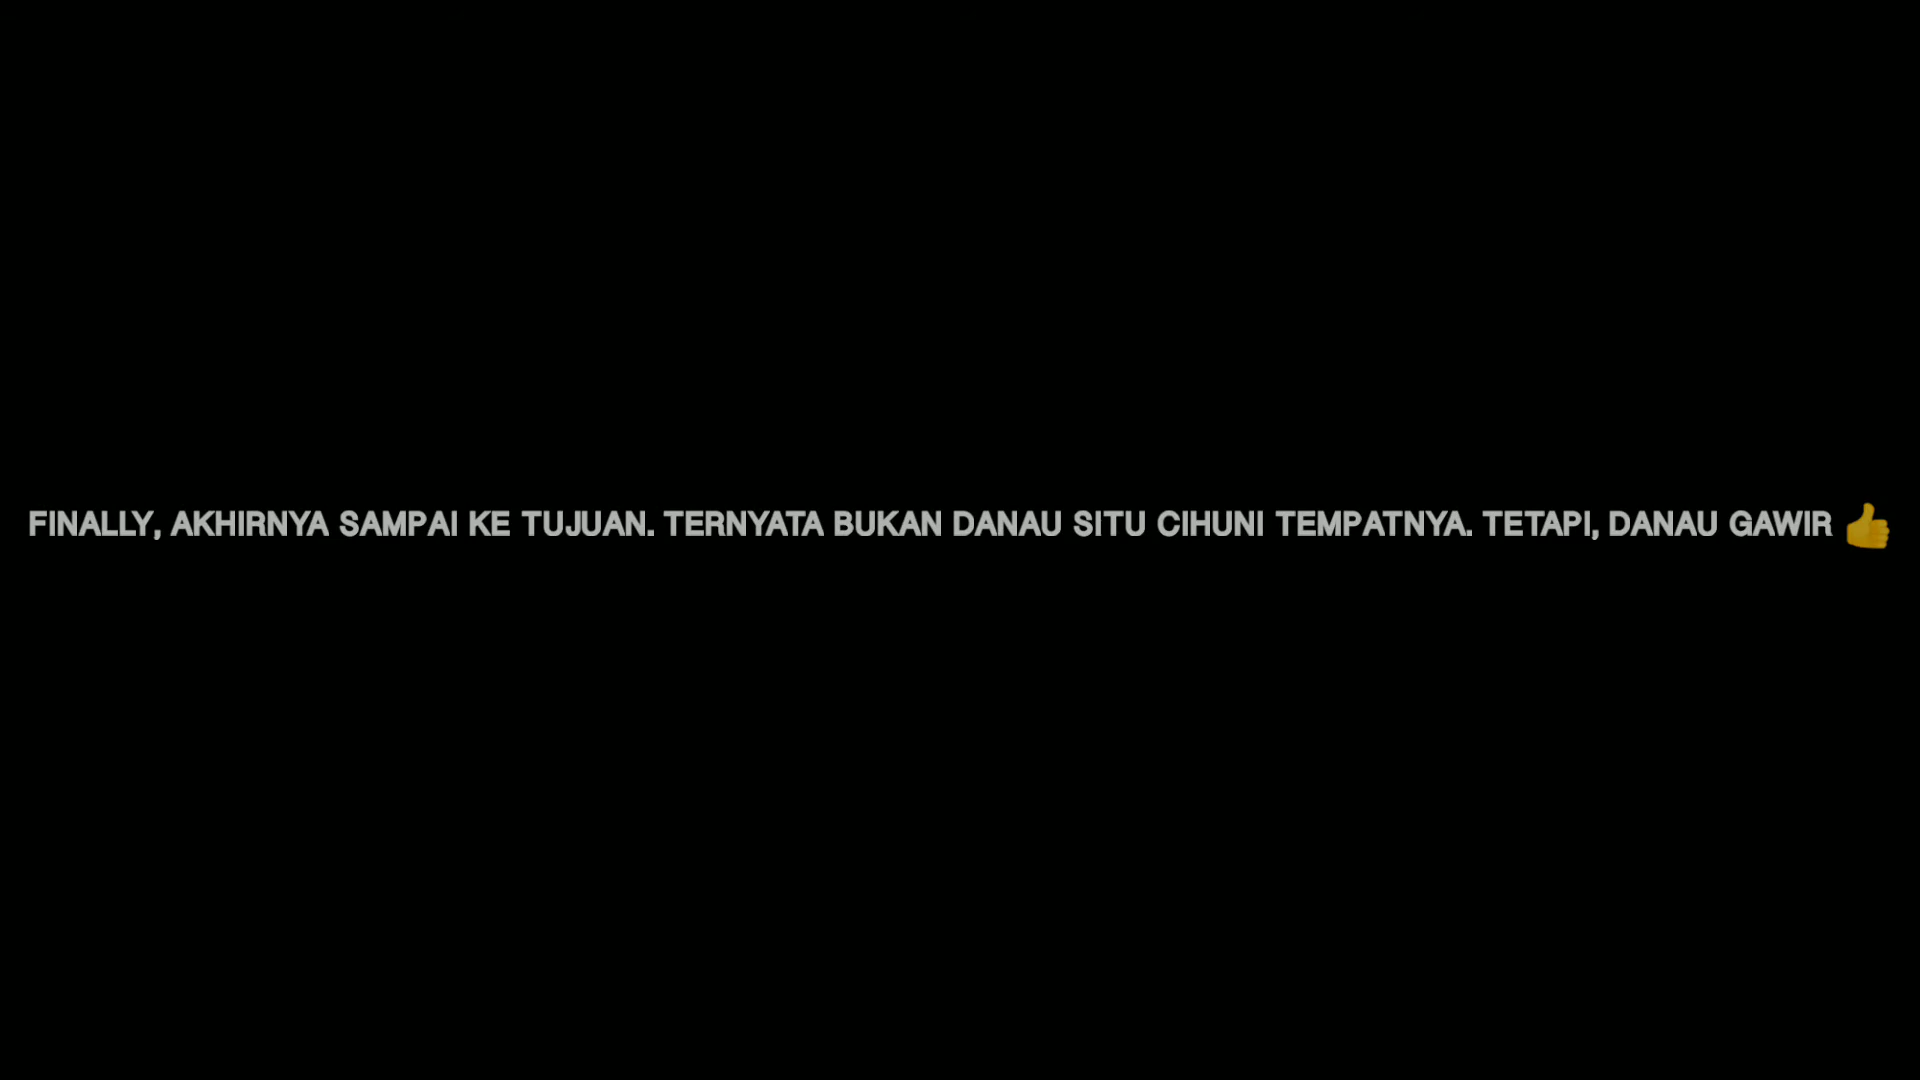 FINALLY, AKHIRNYA SAMPAI KE TUJUAN. TERNYATA BUKAN DANAU SITU CIHUNI TEMPATNYA. TETAPI, DANAU GAWIR 👍